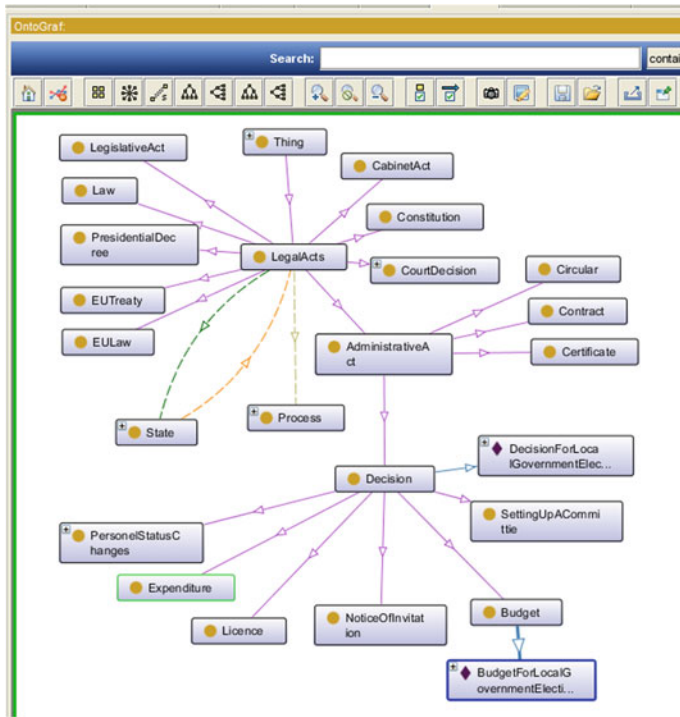 OntoGraf:
Search:
contai
LegislativeAct
Thing
CabinetAct
Law
Constitution
PresidentialDec
ree
LegalActs
CourtDecision
Circular
EUTreaty
Contract
EULaw
AdministrativeA
ct
Certificate
State
Process
DecisionForLoca
lGovernmentElec...
Decision
PersonelStatusC
hanges
SettingUpACommi
ttie
Expenditure
Licence
NoticeOfInvitat
ion
Budget
BudgetForLocalG
overnmentElecti...